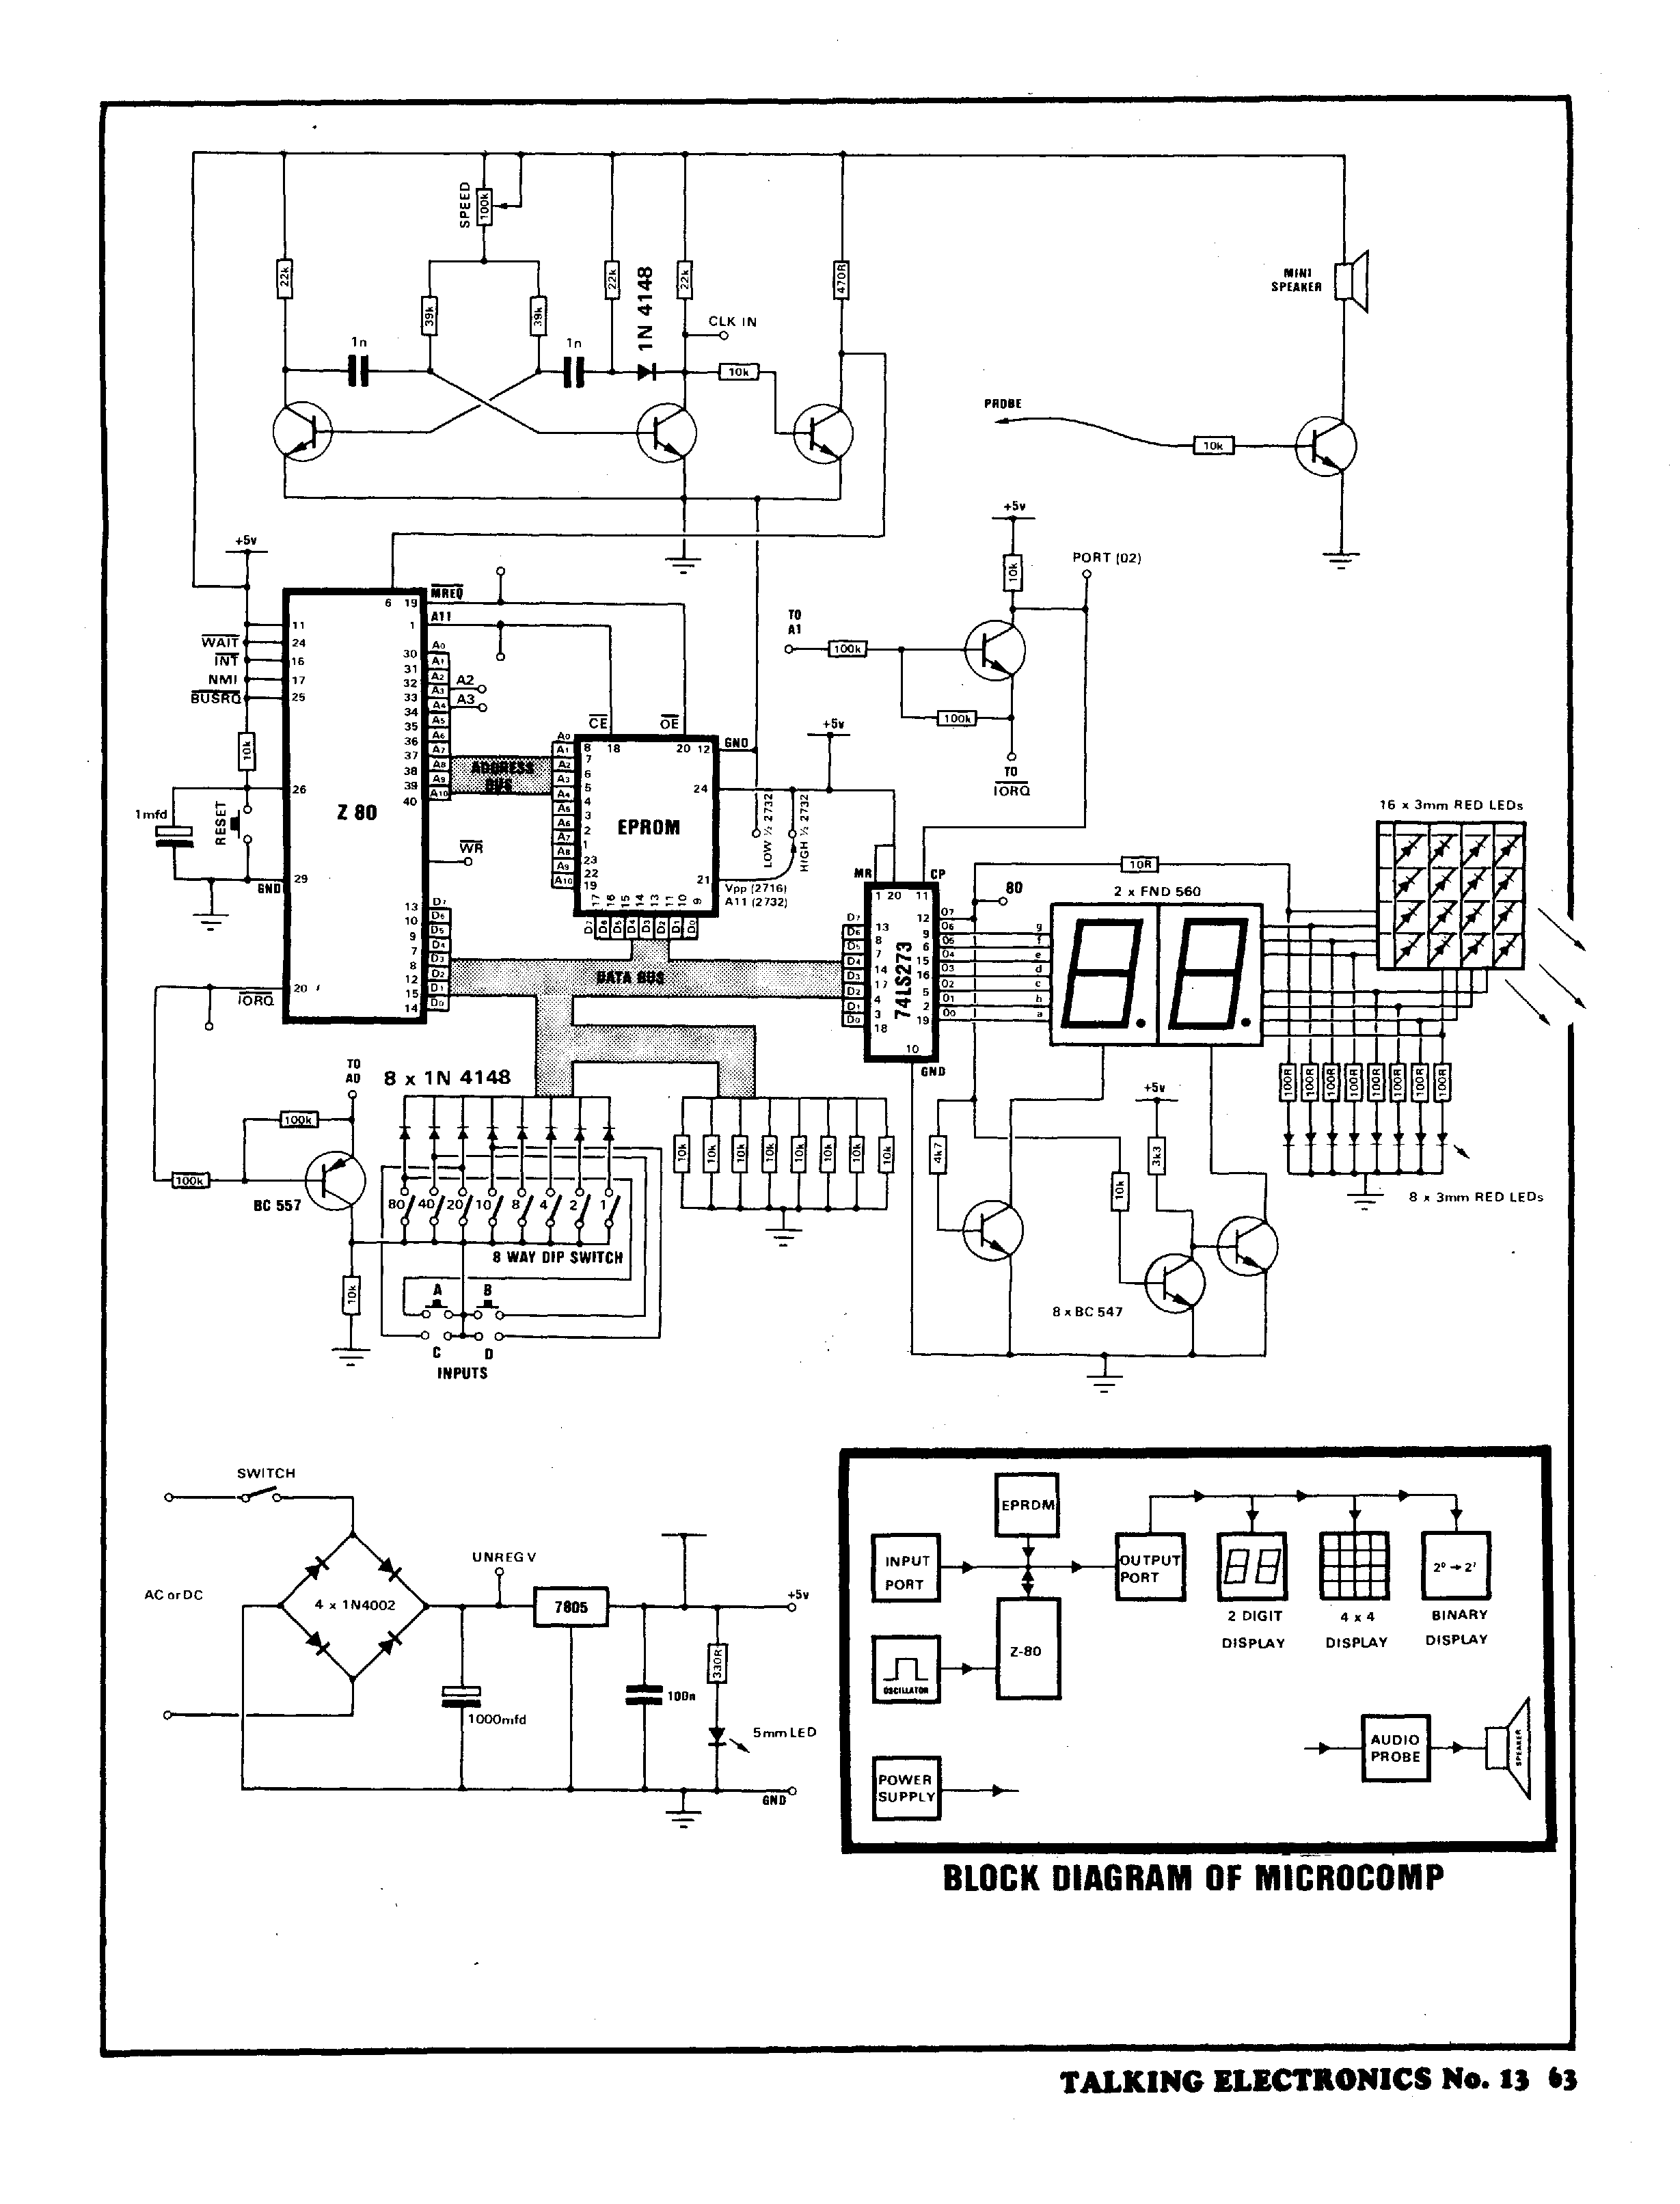 SPEED
100k
22k
39k
39k
22k
1N 4148
22k
470R
CLK IN
1n
1n
10k
MINI
SPEAKER
PROBE
10k
+5v
+5v
10k
PORT (02)
TO
A1
100k
100k
TO
IORQ
6 19 MREQ
1 A11
11
WAIT 24
INT 16
NMI 17
BUSRQ 25
10k
26
1mfd
RESET
Z 80
29
GND
20
IORQ
30
31
32
33
34
35
36
37
38
39
40
A0
A1
A2
A3
A4
A5
A6
A7
A8
A9
A10
A2
A3
ADDRESS
BUS
WR
13
10
9
7
8
12
15
14
D7
D6
D5
D4
D3
D2
D1
D0
CE
OE
18
20 12 GND
24
21
EPROM
A0
A1
A2
A3
A4
A5
A6
A7
A8
A9
A10
8
7
6
5
4
3
2
1
23
22
19
17 16 15 14 13 11 10 9
D7 D6 D5 D4 D3 D2 D1 D0
LOW ½ 2732
HIGH ½ 2732
Vpp (2716)
A11 (2732)
+5v
DATA BUS
MR
CP
1 20 11
74LS273
D7
D6
D5
D4
D3
D2
D1
D0
13
8
7
14
17
4
3
18
12
9
6
15
16
5
2
19
O7
O6
O5
O4
O3
O2
O1
O0
10
GND
g
f
e
d
c
b
a
80
10R
2 x FND 560
16 x 3mm RED LEDs
100R 100R 100R 100R 100R 100R 100R 100R
8 x 3mm RED LEDs
TO
A0
8 x 1N 4148
100k
100k
BC 557
10k
80 40 20 10 8 4 2 1
8 WAY DIP SWITCH
A B
C D
INPUTS
10k 10k 10k 10k 10k 10k 10k 10k
4k7
10k
+5v
3k3
8 x BC 547
SWITCH
AC or DC
4 x 1N4002
UNREG V
7805
+5v
1000mfd
100n
330R
5mm LED
GND
EPROM
INPUT
PORT
OUTPUT
PORT
2⁰ → 2⁷
2 DIGIT
DISPLAY
4 x 4
DISPLAY
BINARY
DISPLAY
Z-80
OSCILLATOR
POWER
SUPPLY
AUDIO
PROBE
SPEAKER
BLOCK DIAGRAM OF MICROCOMP
TALKING ELECTRONICS No. 13 63